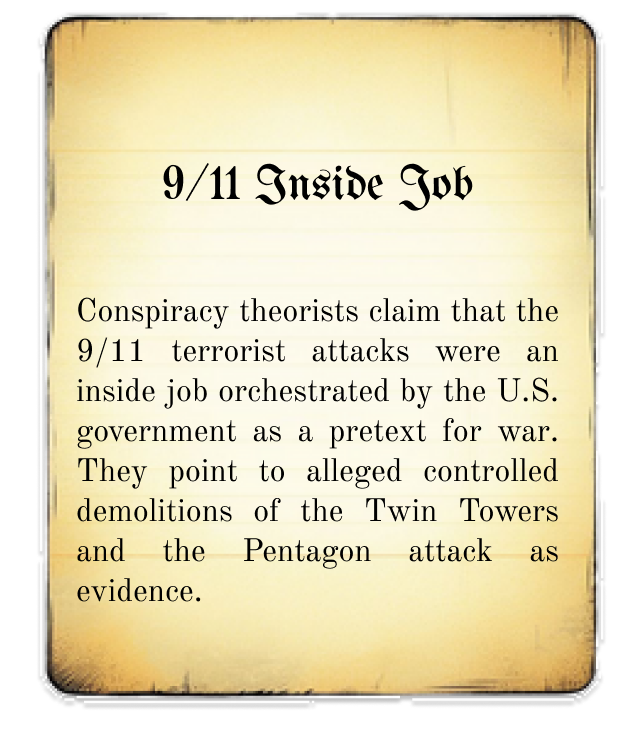 9/11 Inside Job
Conspiracy theorists claim that the
9/11 terrorist attacks were an
inside job orchestrated by the U.S.
government as a pretext for war.
They point to alleged controlled
demolitions of the Twin Towers
and the Pentagon attack as
evidence.